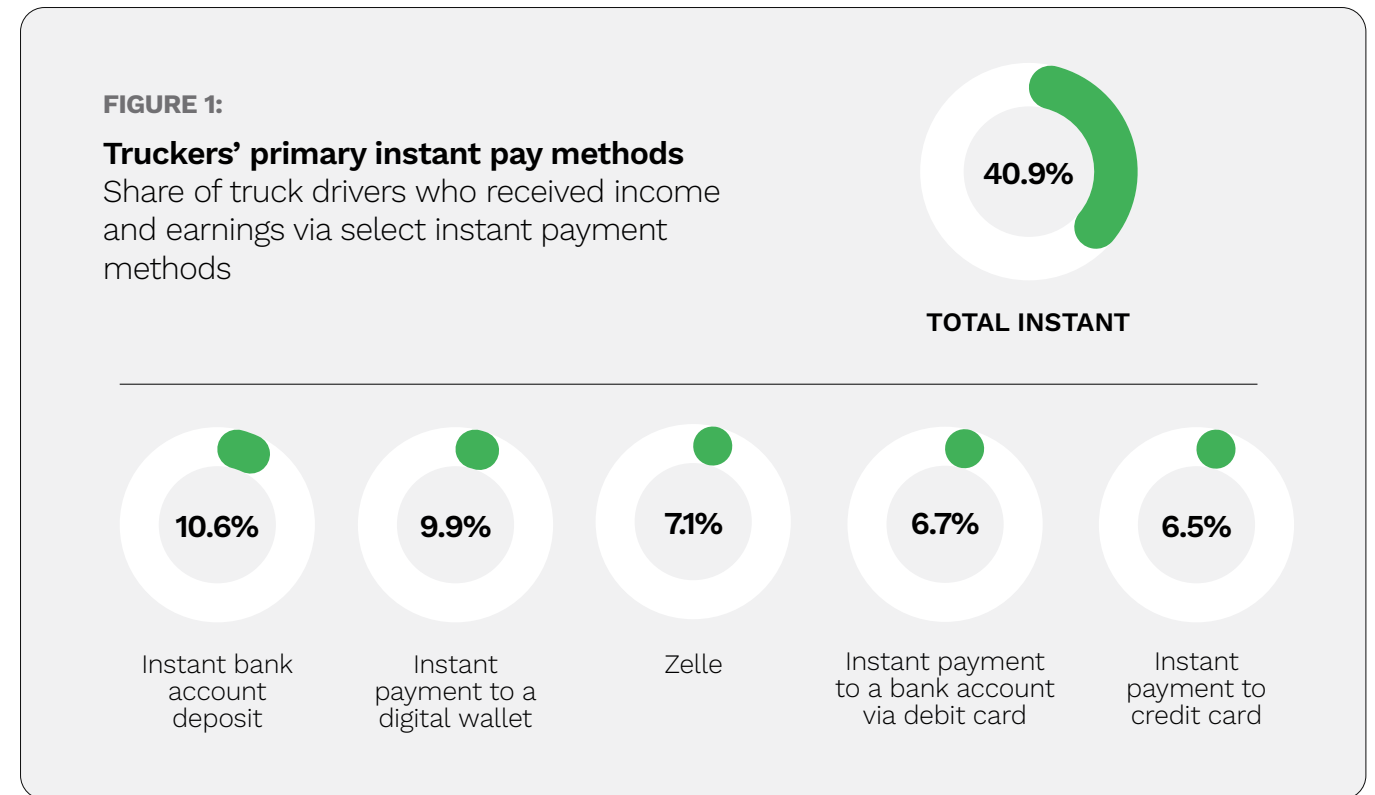 FIGURE 1:
Truckers’ primary instant pay methods
Share of truck drivers who received income
and earnings via select instant payment
methods
40.9%
TOTAL INSTANT
10.6%
Instant bank
account
deposit
9.9%
Instant
payment to a
digital wallet
7.1%
Zelle
6.7%
Instant payment
to a bank account
via debit card
6.5%
Instant
payment to
credit card